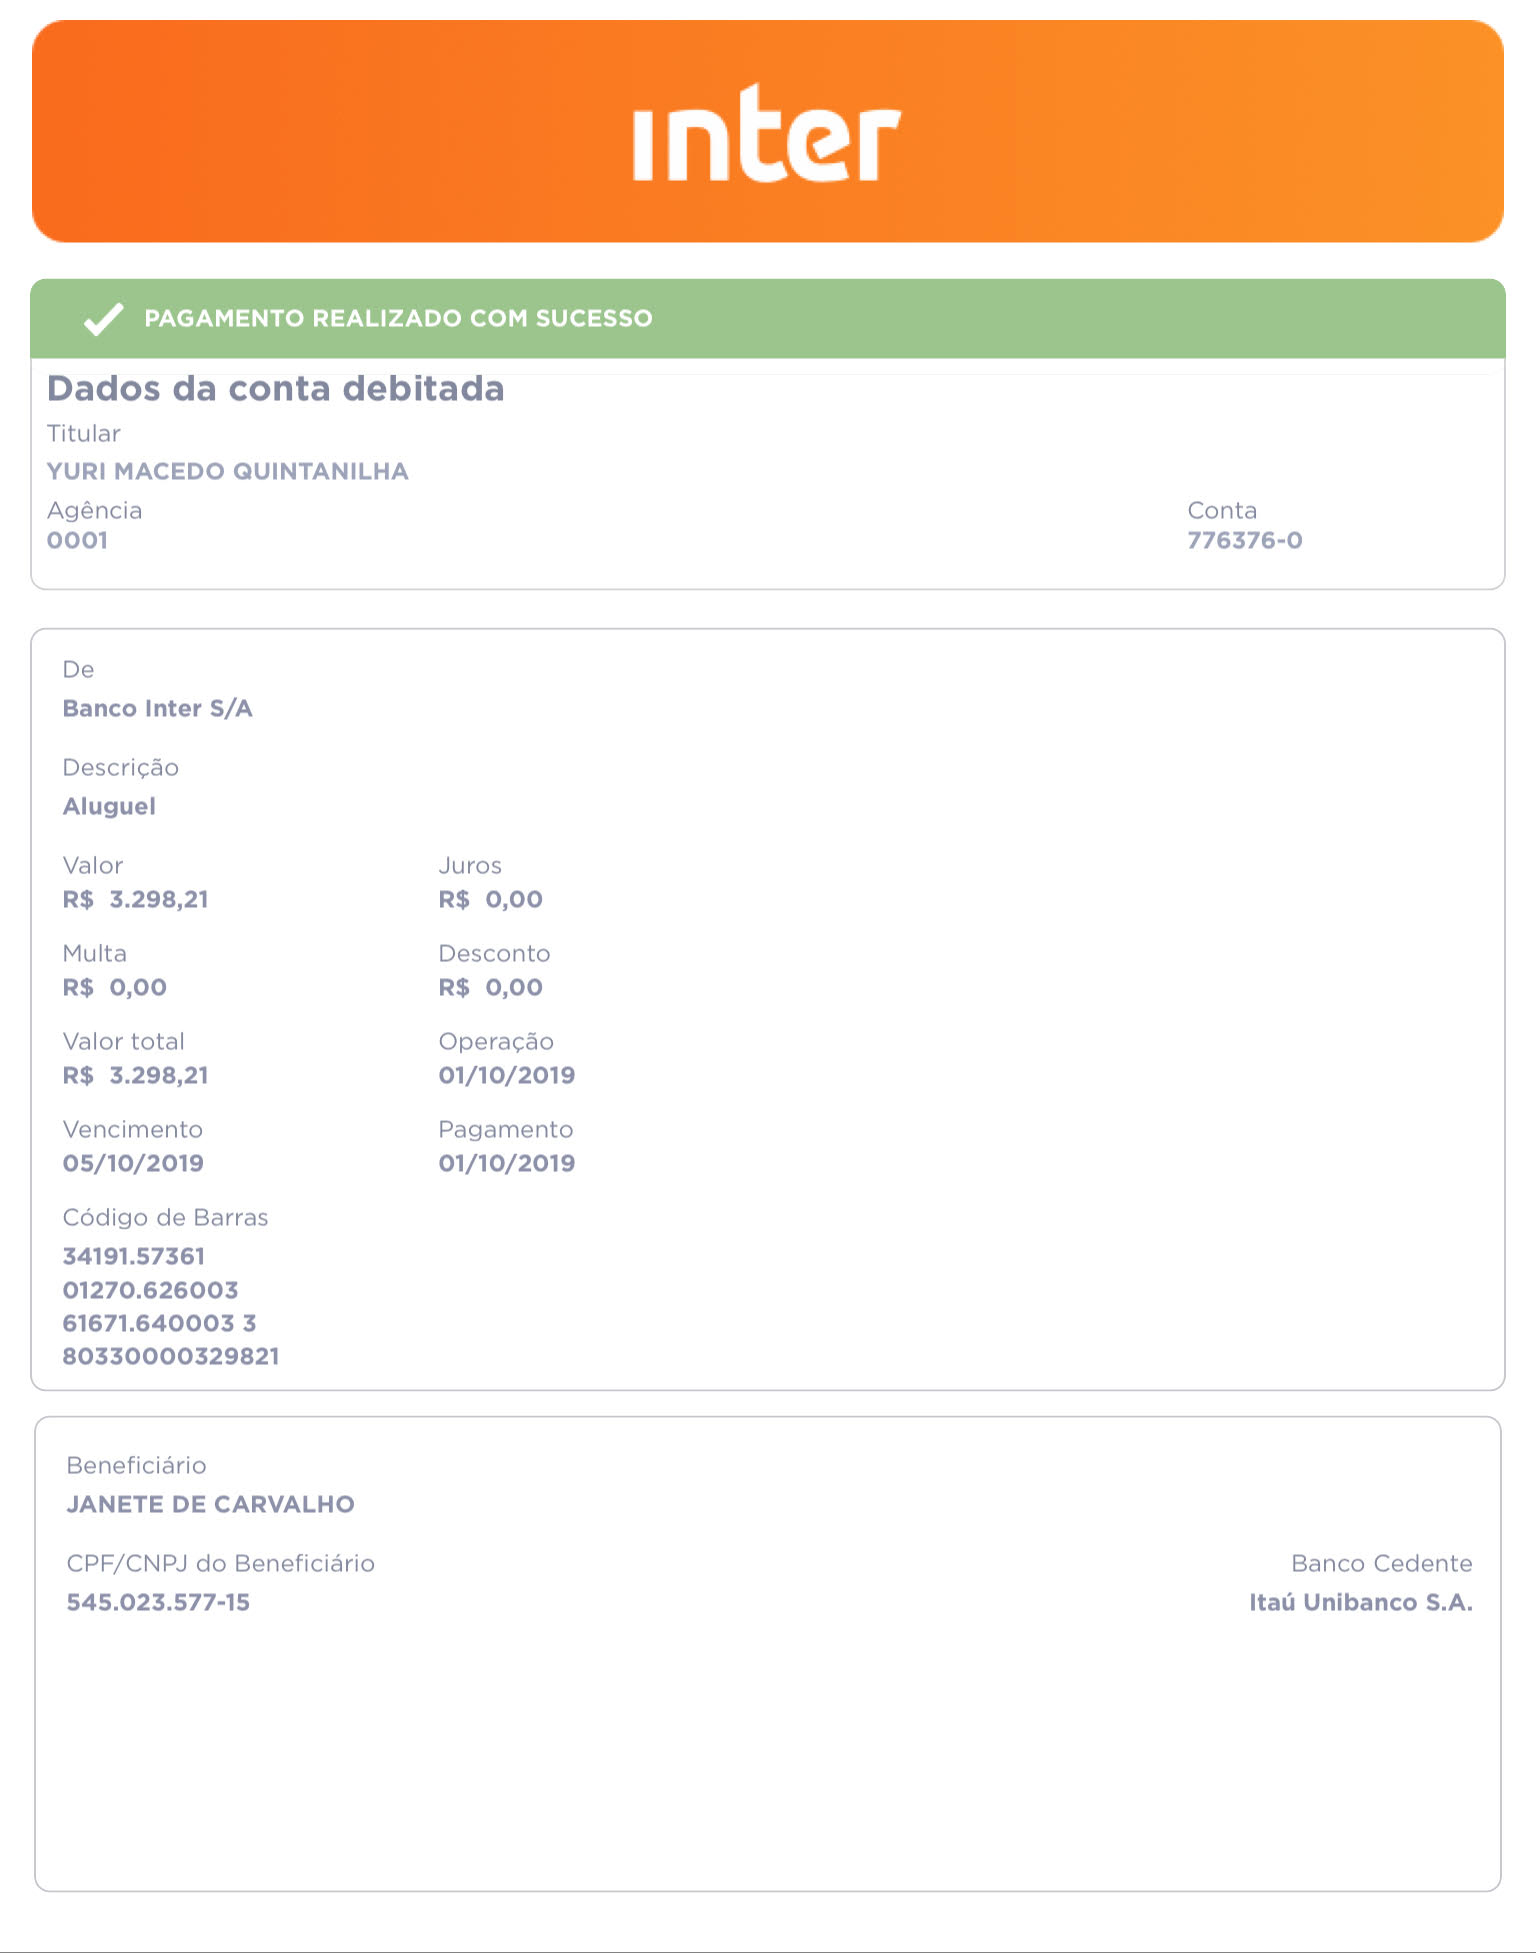 inter
PAGAMENTO REALIZADO COM SUCESSO
Dados da conta debitada
Titular
YURI MACEDO QUINTANILHA
Agência Conta
0001 776376-0
De
Banco Inter S/A
Descrição
Aluguel
Valor Juros
R$ 3.298,21 R$ 0,00
Multa Desconto
R$ 0,00 R$ 0,00
Valor total Operação
R$ 3.298,21 01/10/2019
Vencimento Pagamento
05/10/2019 01/10/2019
Código de Barras
34191.57361
01270.626003
61671.640003 3
80330000329821
Beneficiário
JANETE DE CARVALHO
CPF/CNPJ do Beneficiário Banco Cedente
545.023.577-15 Itaú Unibanco S.A.